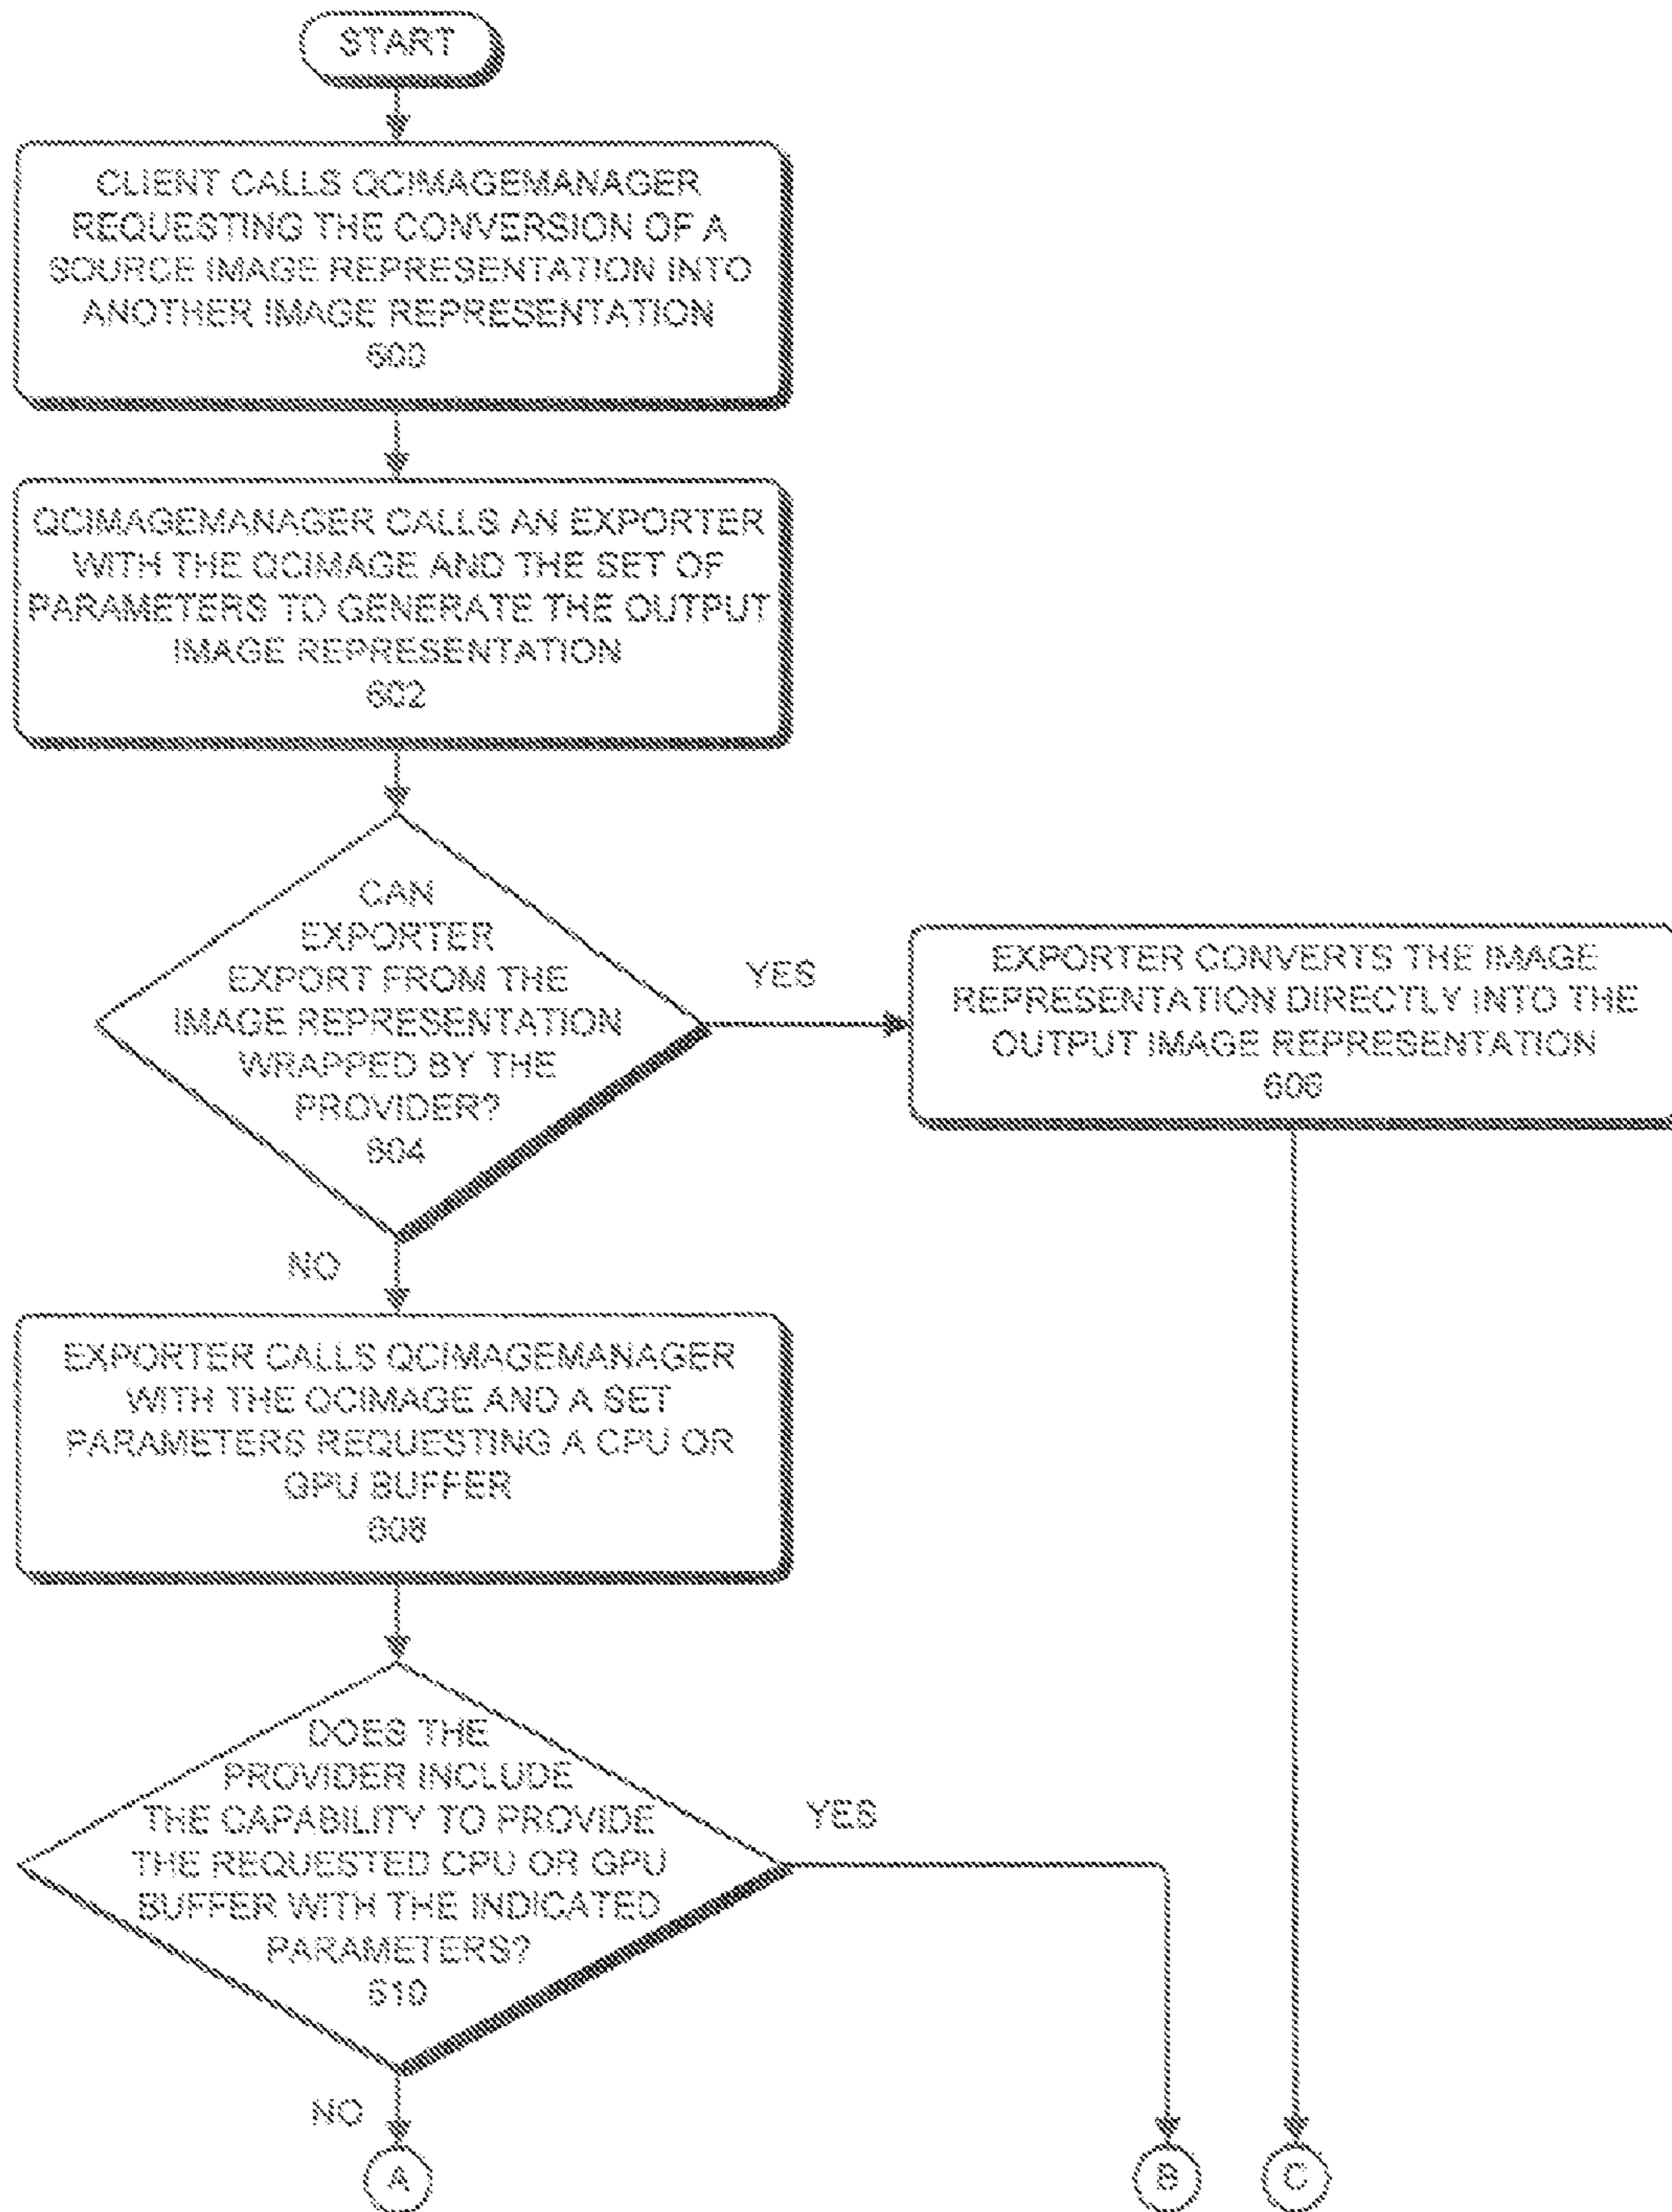 START
CLIENT CALLS QCIMAGEMANAGER
REQUESTING THE CONVERSION OF A
SOURCE IMAGE REPRESENTATION INTO
ANOTHER IMAGE REPRESENTATION
600
QCIMAGEMANAGER CALLS AN EXPORTER
WITH THE QCIMAGE AND THE SET OF
PARAMETERS TO GENERATE THE OUTPUT
IMAGE REPRESENTATION
602
CAN
EXPORTER
EXPORT FROM THE
IMAGE REPRESENTATION
WRAPPED BY THE
PROVIDER?
604
YES
EXPORTER CONVERTS THE IMAGE
REPRESENTATION DIRECTLY INTO THE
OUTPUT IMAGE REPRESENTATION
606
NO
EXPORTER CALLS QCIMAGEMANAGER
WITH THE QCIMAGE AND A SET
PARAMETERS REQUESTING A CPU OR
GPU BUFFER
608
DOES THE
PROVIDER INCLUDE
THE CAPABILITY TO PROVIDE
THE REQUESTED CPU OR GPU
BUFFER WITH THE INDICATED
PARAMETERS?
610
YES
NO
A
B
C